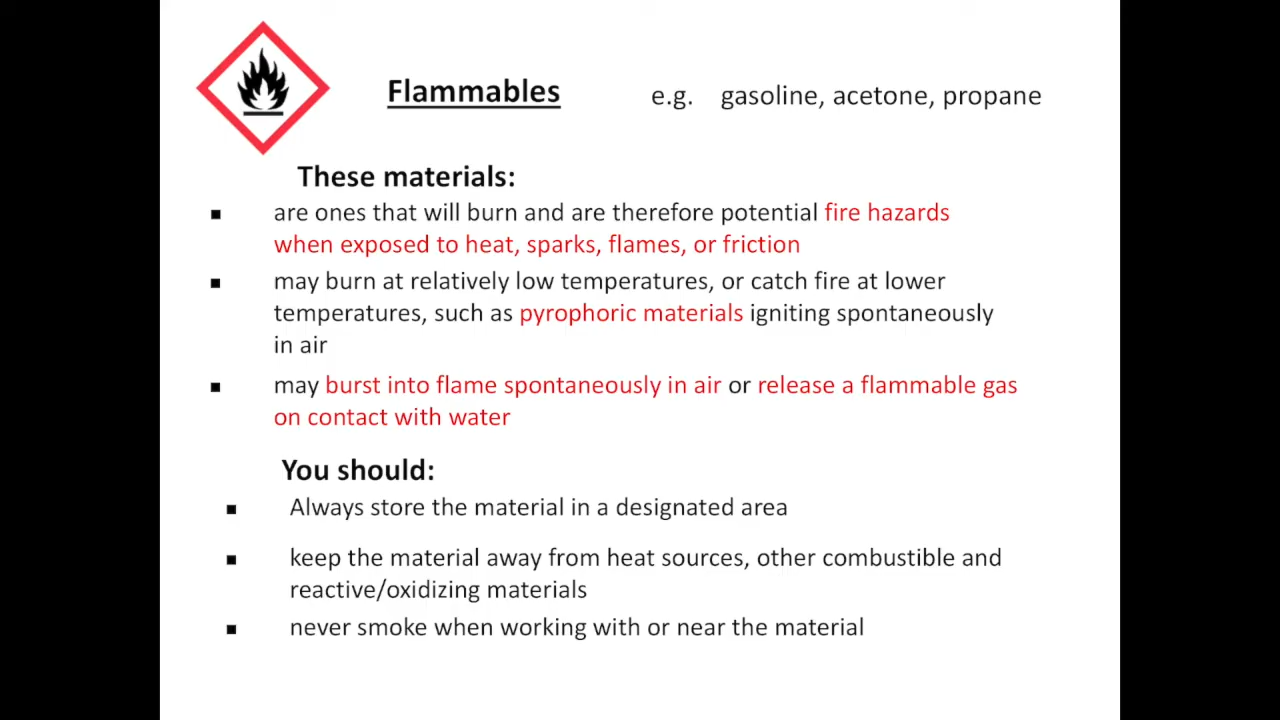 Flammables e.g. gasoline, acetone, propane
These materials:
▪ are ones that will burn and are therefore potential fire hazards
when exposed to heat, sparks, flames, or friction
▪ may burn at relatively low temperatures, or catch fire at lower
temperatures, such as pyrophoric materials igniting spontaneously
in air
▪ may burst into flame spontaneously in air or release a flammable gas
on contact with water
You should:
▪ Always store the material in a designated area
▪ keep the material away from heat sources, other combustible and
reactive/oxidizing materials
▪ never smoke when working with or near the material